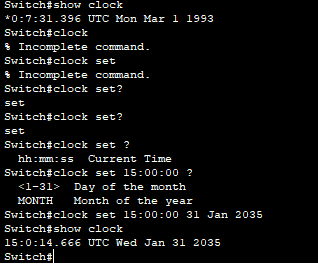 Switch#show clock
*0:7:31.396 UTC Mon Mar 1 1993
Switch#clock
% Incomplete command.
Switch#clock set
% Incomplete command.
Switch#clock set?
set
Switch#clock set?
set
Switch#clock set ?
  hh:mm:ss  Current Time
Switch#clock set 15:00:00 ?
  <1-31>  Day of the month
  MONTH   Month of the year
Switch#clock set 15:00:00 31 Jan 2035
Switch#show clock
15:0:14.666 UTC Wed Jan 31 2035
Switch#